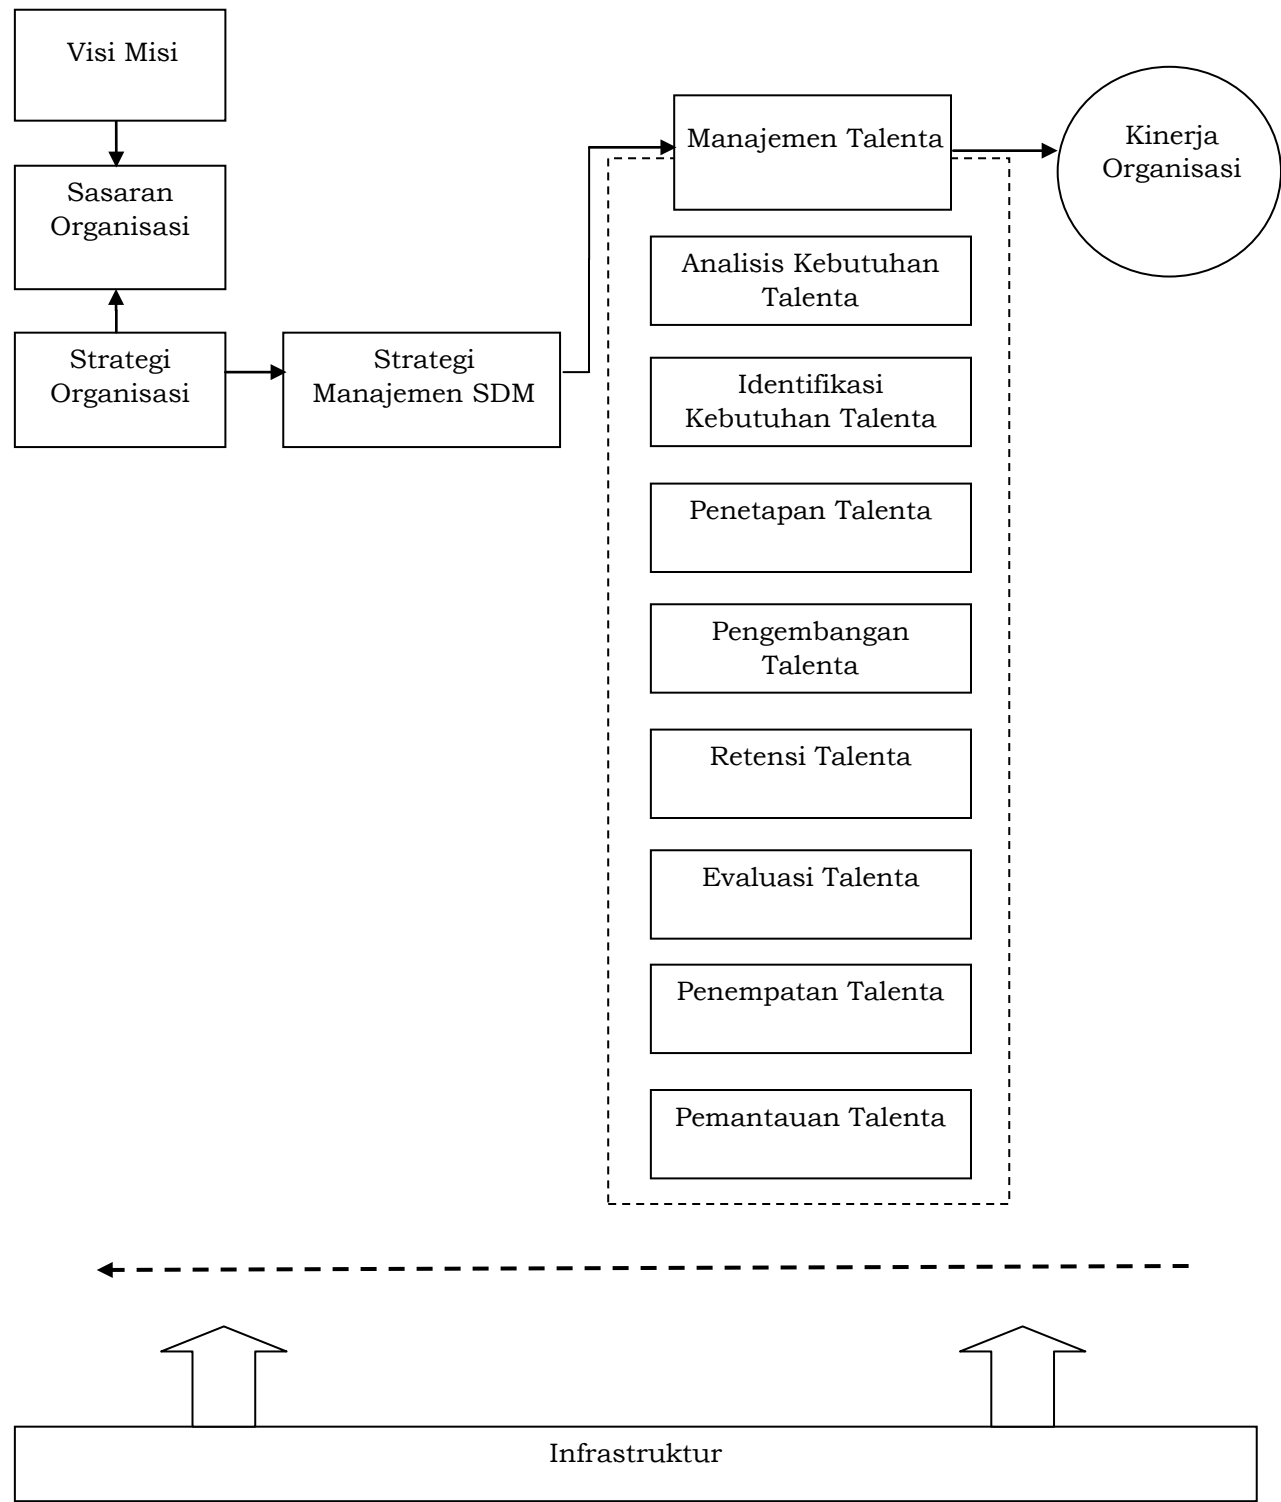 Visi Misi
Sasaran
Organisasi
Strategi
Organisasi
Strategi
Manajemen SDM
Manajemen Talenta
Analisis Kebutuhan
Talenta
Identifikasi
Kebutuhan Talenta
Penetapan Talenta
Pengembangan
Talenta
Retensi Talenta
Evaluasi Talenta
Penempatan Talenta
Pemantauan Talenta
Kinerja
Organisasi
Infrastruktur